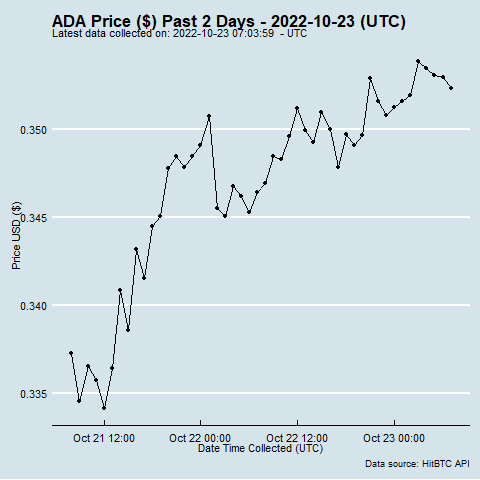 ADA Price ($) Past 2 Days - 2022-10-23 (UTC)
Latest data collected on: 2022-10-23 07:03:59  - UTC
Price USD ($)
0.350
0.345
0.340
0.335
Oct 21 12:00 Oct 22 00:00 Oct 22 12:00 Oct 23 00:00
Date Time Collected (UTC)
Data source: HitBTC API